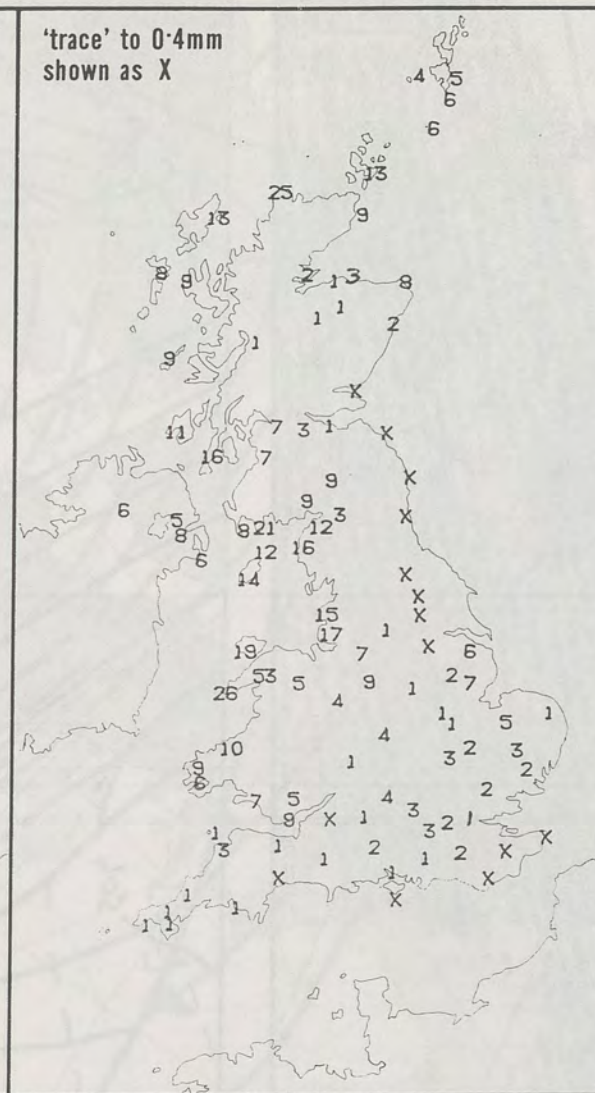 ‘trace’ to 0·4mm
shown as X
4 5
6
6
13
25
13 9
8 9 2 1 3 8
1 1 2
9 1
X
11 7 3 1 X
16 7
9 X
6 5 9 3 X
8 8 21 12
6 12 16
14 X
X
15 X
17 1 X
19 7 6
53 5 9 2 7
26 4 1
1 1 5 1
10 4 2 3
9 1 3 2
6 2
7 5 4
9 X 1 3 2 1
1 3 X
3 1 1 2 1 2 X
X 1 X
1 1 X
1 1 1